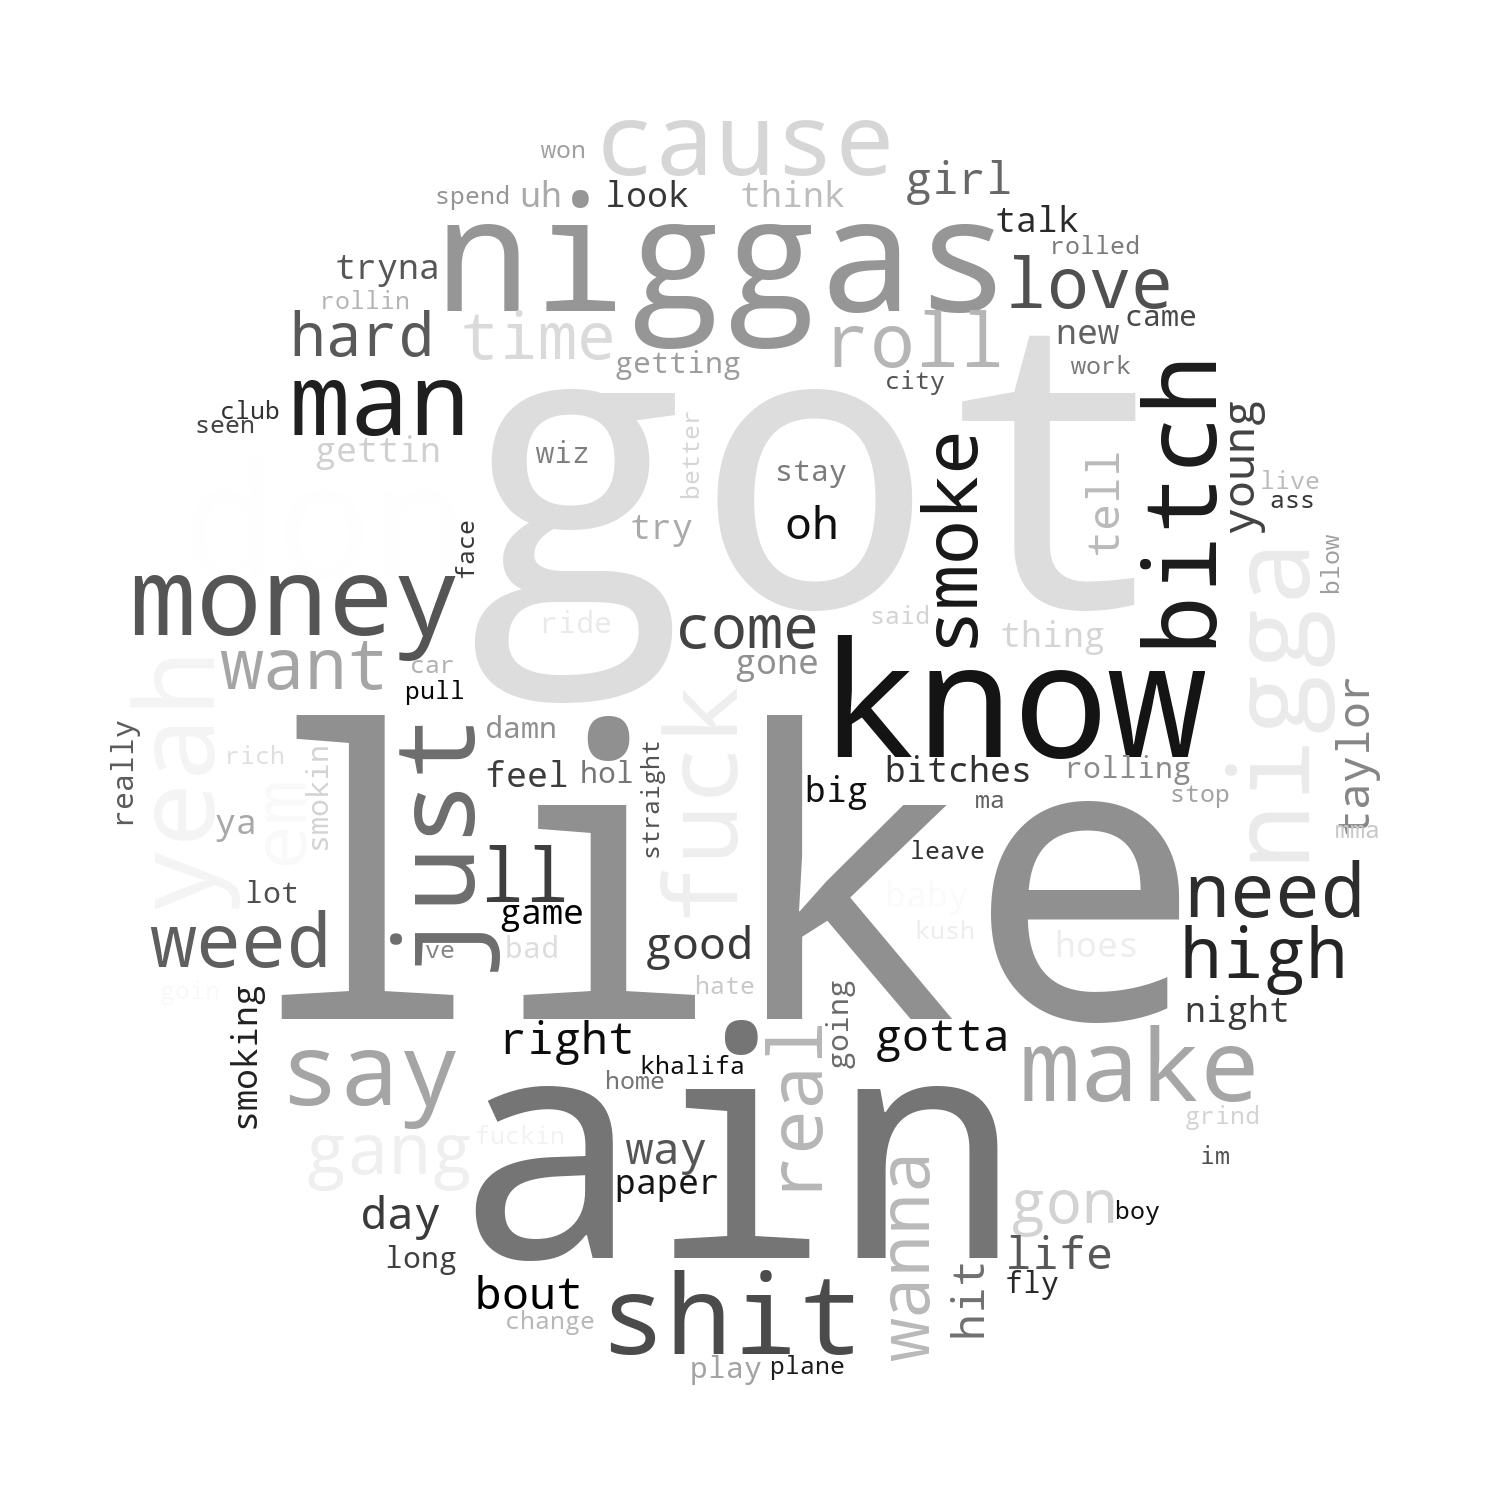 cause
won
girl
spend
uh
look
think
talk
niggas
rolled
tryna
love
rollin
hard
time
roll
new
came
getting
work
city
man
got
bitch
club
seen
gettin
wiz
better
stay
smoke
tell
young
live
ass
don
try
oh
face
blow
money
nigga
ride
come
said
thing
want
car
gone
know
pull
yeah
taylor
really
just
damn
fuck
like
rich
em
smokin
feel
hol
straight
bitches
rolling
big
ma
stop
ya
mma
ll
leave
need
lot
game
baby
weed
ve
bad
good
kush
hoes
high
goin
hate
smoking
going
night
right
gotta
say
khalifa
real
make
home
ain
grind
gang
fuckin
way
im
paper
wanna
day
gon
boy
long
life
bout
shit
hit
fly
change
play
plane